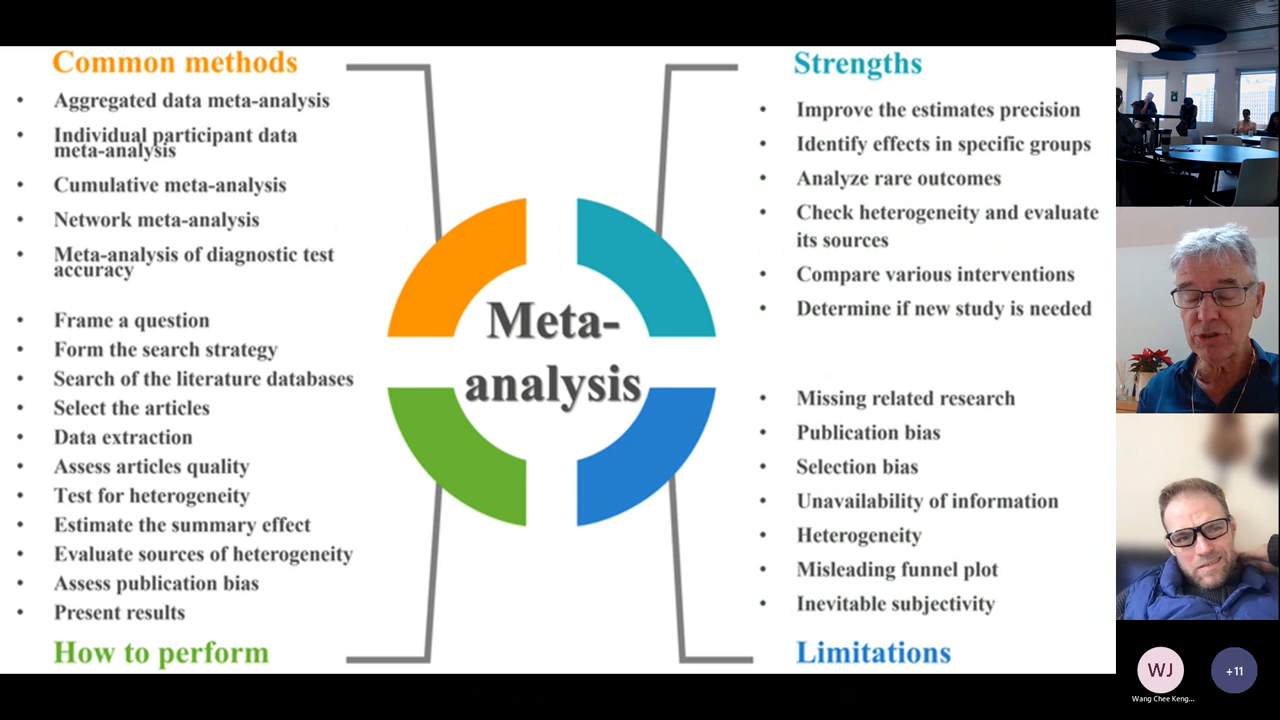 Common methods
• Aggregated data meta-analysis
• Individual participant data
meta-analysis
• Cumulative meta-analysis
• Network meta-analysis
• Meta-analysis of diagnostic test
accuracy
• Frame a question
• Form the search strategy
• Search of the literature databases
• Select the articles
• Data extraction
• Assess articles quality
• Test for heterogeneity
• Estimate the summary effect
• Evaluate sources of heterogeneity
• Assess publication bias
• Present results
How to perform
Meta-
analysis
Strengths
• Improve the estimates precision
• Identify effects in specific groups
• Analyze rare outcomes
• Check heterogeneity and evaluate
its sources
• Compare various interventions
• Determine if new study is needed
• Missing related research
• Publication bias
• Selection bias
• Unavailability of information
• Heterogeneity
• Misleading funnel plot
• Inevitable subjectivity
Limitations
WJ
Wang Chee Keng...
+11